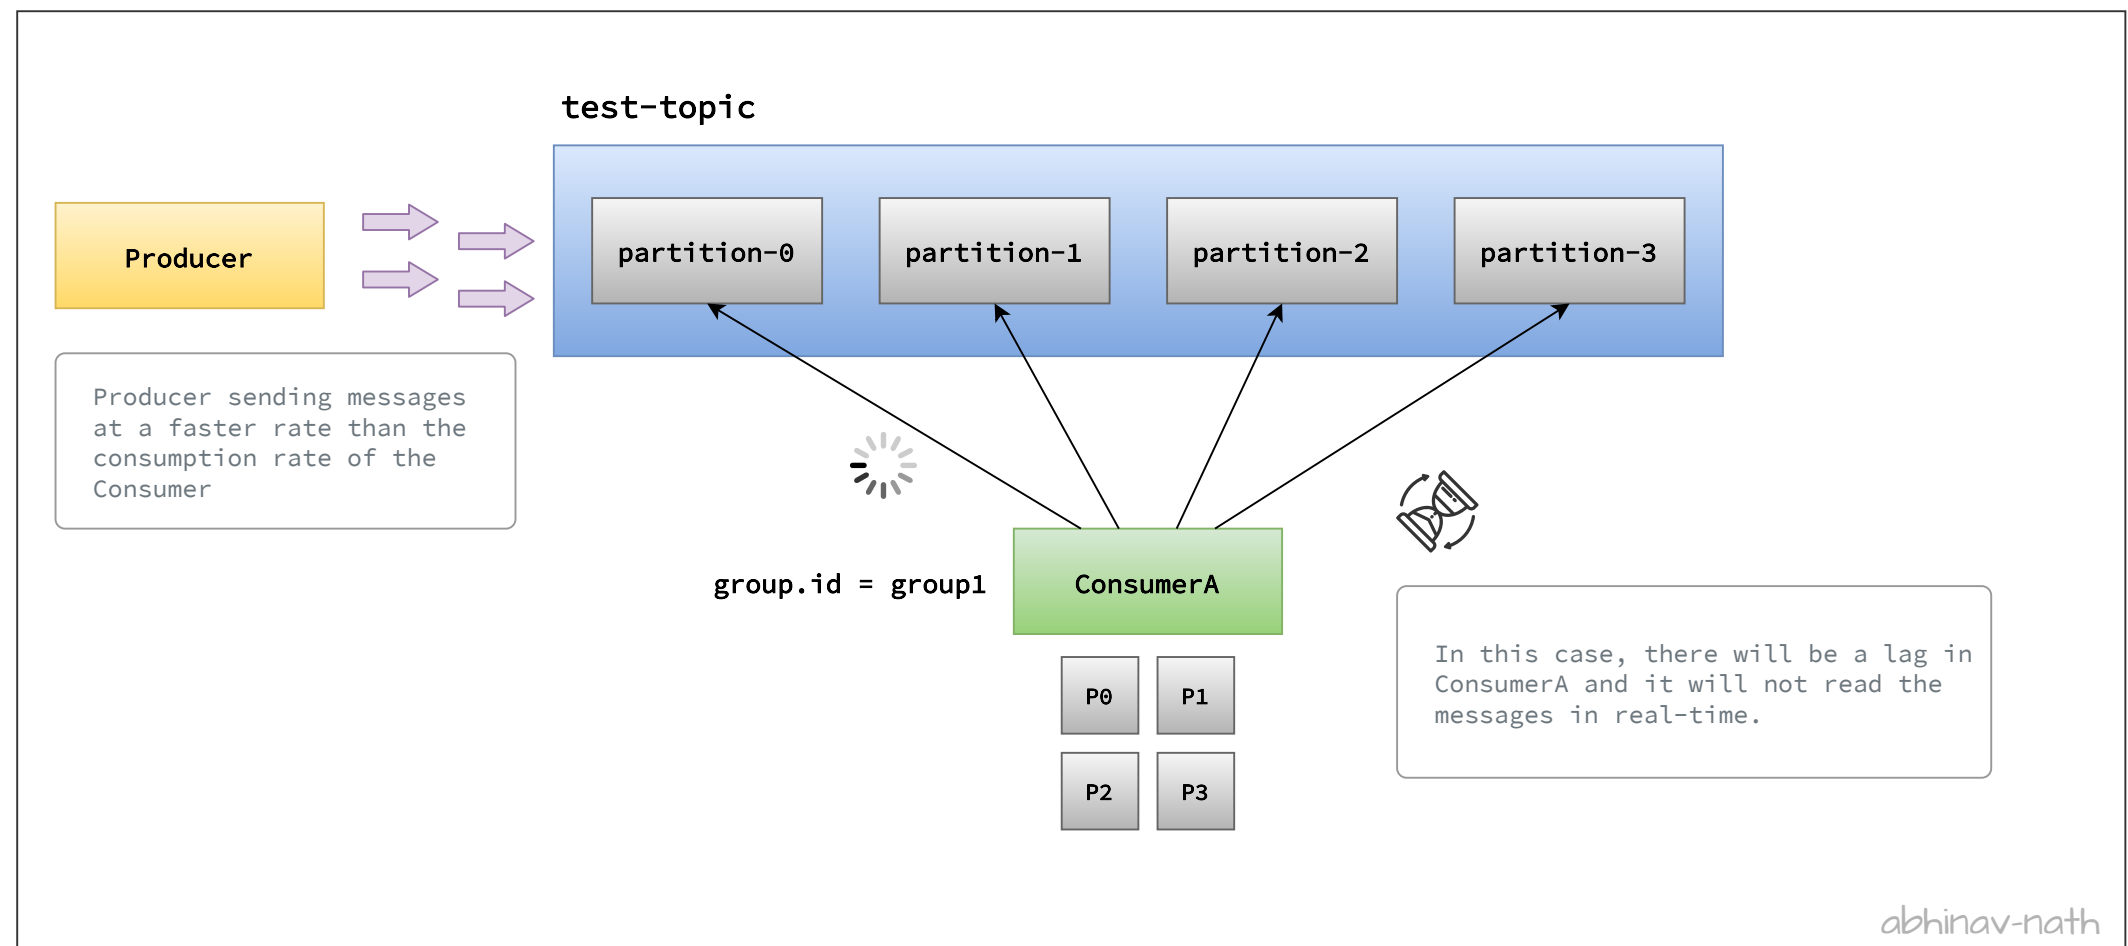 test-topic
Producer
partition-0
partition-1
partition-2
partition-3
Producer sending messages
at a faster rate than the
consumption rate of the
Consumer
group.id = group1
ConsumerA
P0
P1
P2
P3
In this case, there will be a lag in
ConsumerA and it will not read the
messages in real-time.
abhinav-nath